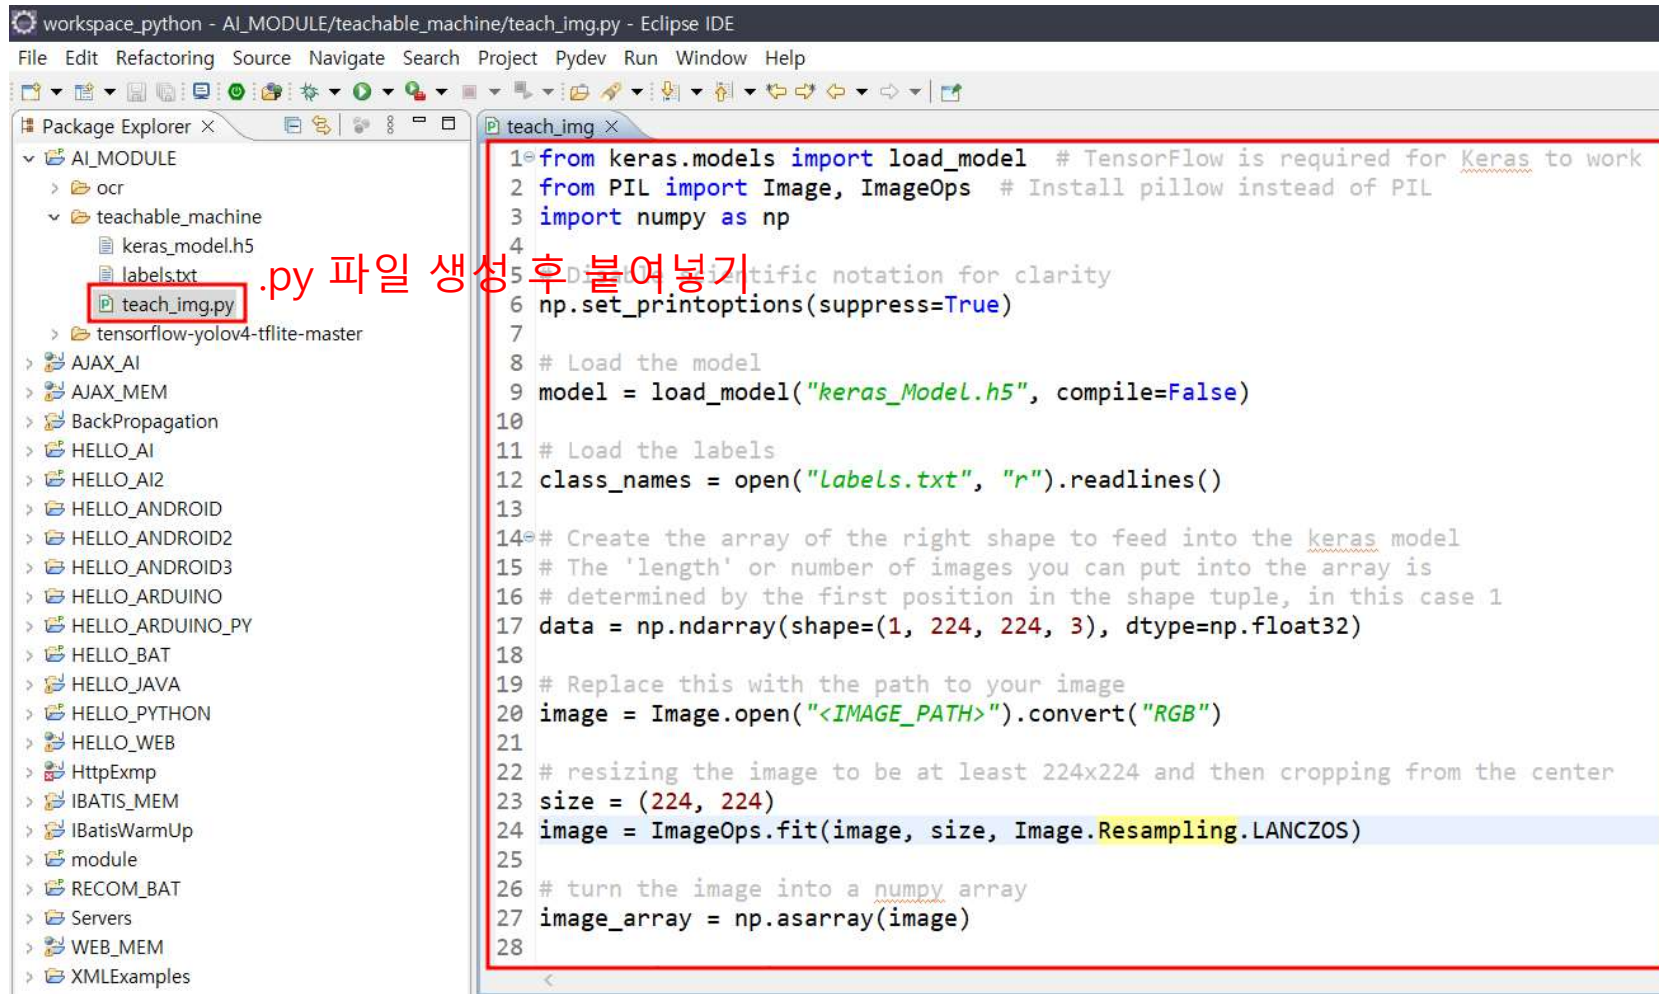 workspace_python - AI_MODULE/teachable_machine/teach_img.py - Eclipse IDE
File Edit Refactoring Source Navigate Search Project Pydev Run Window Help
Package Explorer
AI_MODULE
ocr
teachable_machine
keras_model.h5
labels.txt
teach_img.py
tensorflow-yolov4-tflite-master
AJAX_AI
AJAX_MEM
BackPropagation
HELLO_AI
HELLO_AI2
HELLO_ANDROID
HELLO_ANDROID2
HELLO_ANDROID3
HELLO_ARDUINO
HELLO_ARDUINO_PY
HELLO_BAT
HELLO_JAVA
HELLO_PYTHON
HELLO_WEB
HttpExmp
IBATIS_MEM
IBatisWarmUp
module
RECOM_BAT
Servers
WEB_MEM
XMLExamples
.py 파일 생성 후 붙여넣기
teach_img
1 from keras.models import load_model  # TensorFlow is required for Keras to work
2 from PIL import Image, ImageOps  # Install pillow instead of PIL
3 import numpy as np
4
5 # Disable scientific notation for clarity
6 np.set_printoptions(suppress=True)
7
8 # Load the model
9 model = load_model("keras_Model.h5", compile=False)
10
11 # Load the labels
12 class_names = open("labels.txt", "r").readlines()
13
14 # Create the array of the right shape to feed into the keras model
15 # The 'length' or number of images you can put into the array is
16 # determined by the first position in the shape tuple, in this case 1
17 data = np.ndarray(shape=(1, 224, 224, 3), dtype=np.float32)
18
19 # Replace this with the path to your image
20 image = Image.open("<IMAGE_PATH>").convert("RGB")
21
22 # resizing the image to be at least 224x224 and then cropping from the center
23 size = (224, 224)
24 image = ImageOps.fit(image, size, Image.Resampling.LANCZOS)
25
26 # turn the image into a numpy array
27 image_array = np.asarray(image)
28